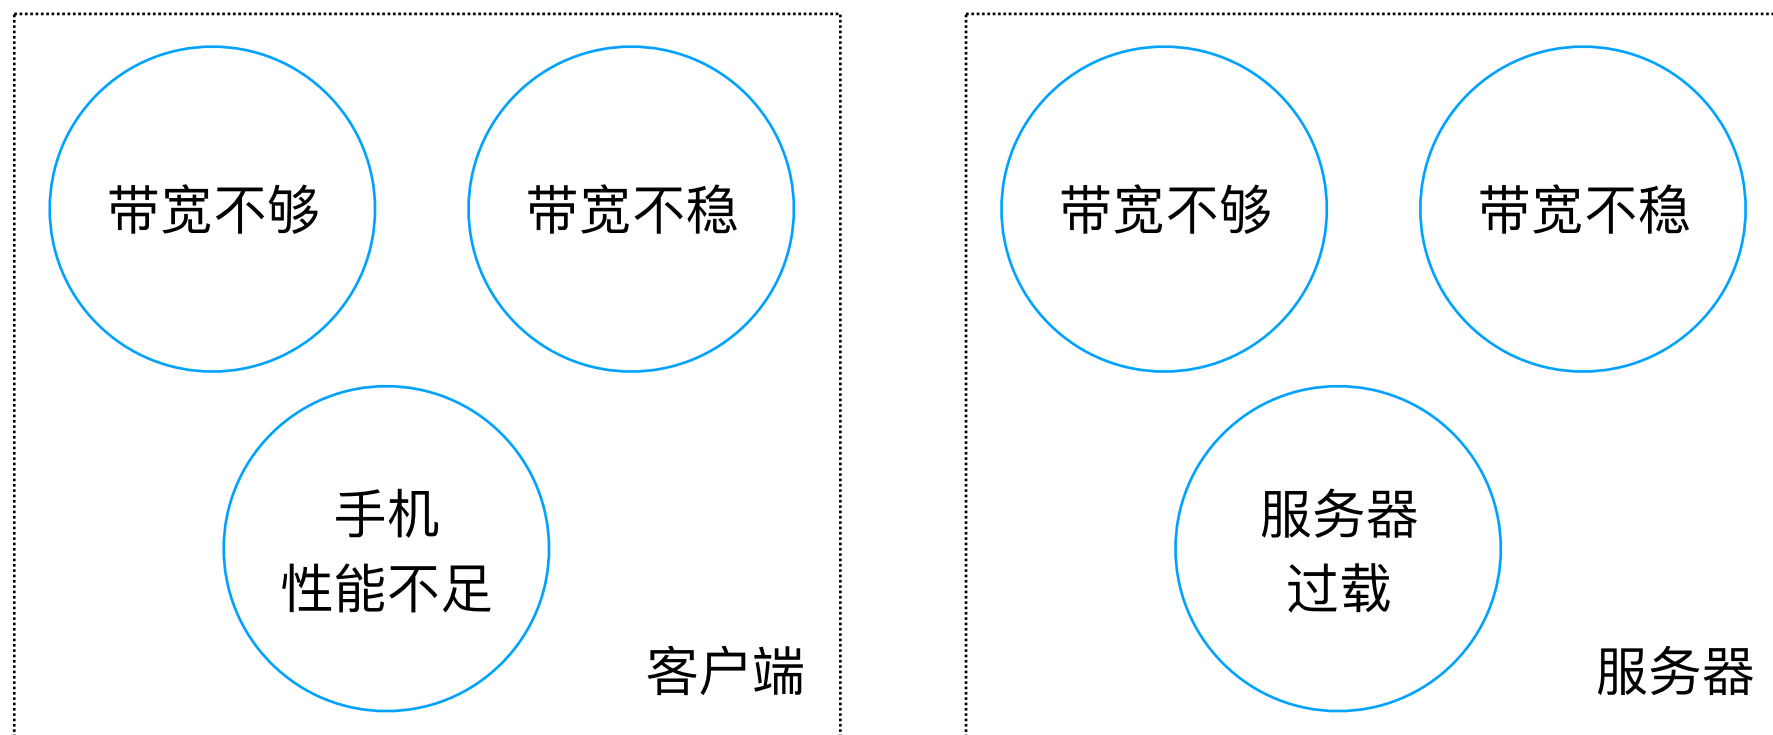 带宽不够
带宽不稳
手机
性能不足
客户端
带宽不够
带宽不稳
服务器
过载
服务器